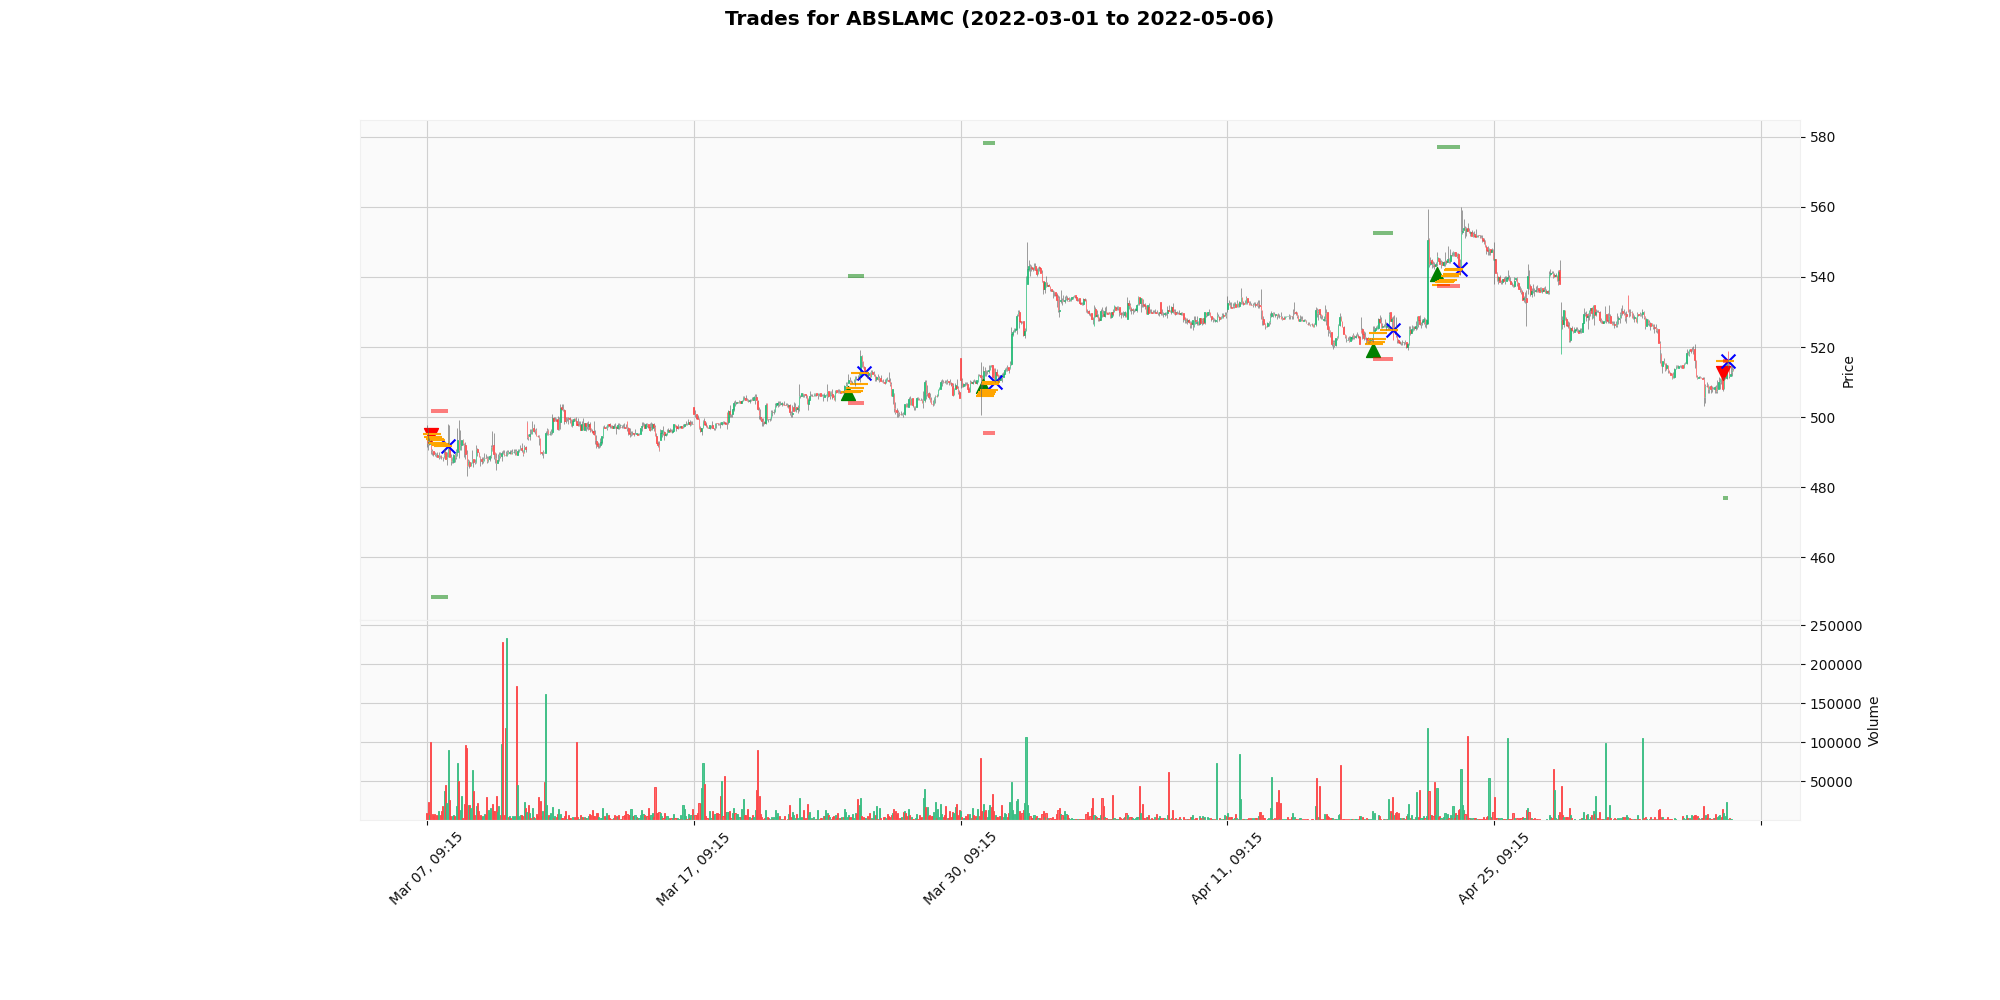 Trades for ABSLAMC (2022-03-01 to 2022-05-06)
580
560
540
520
500
480
460
Price
250000
200000
150000
100000
50000
Volume
Mar 07, 09:15
Mar 17, 09:15
Mar 30, 09:15
Apr 11, 09:15
Apr 25, 09:15